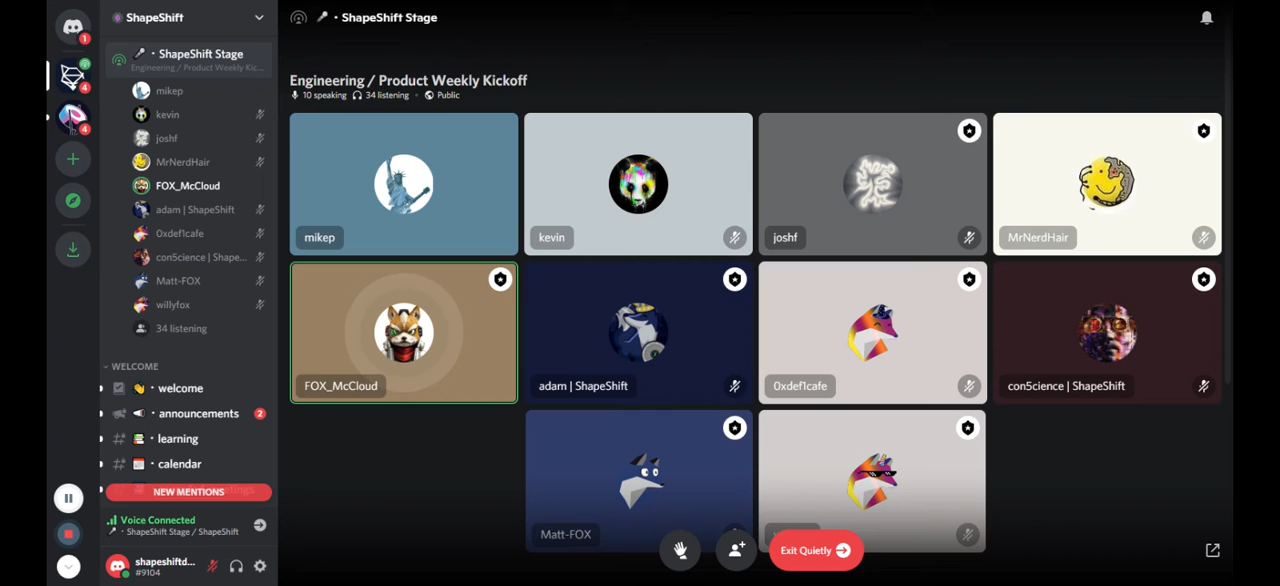 ShapeShift
ShapeShift Stage
Engineering / Product Weekly Kic...
mikep
kevin
joshf
MrNerdHair
FOX_McCloud
adam | ShapeShift
0xdef1cafe
con5cience | Shape...
Matt-FOX
willyfox
34 listening
WELCOME
welcome
announcements
2
learning
calendar
NEW MENTIONS
Voice Connected
ShapeShift Stage / ShapeShift
shapeshiftd...
#9104
1
4
4
ShapeShift Stage
Engineering / Product Weekly Kickoff
10 speaking 34 listening • Public
mikep
kevin
joshf
MrNerdHair
FOX_McCloud
adam | ShapeShift
0xdef1cafe
con5cience | ShapeShift
Matt-FOX
Exit Quietly